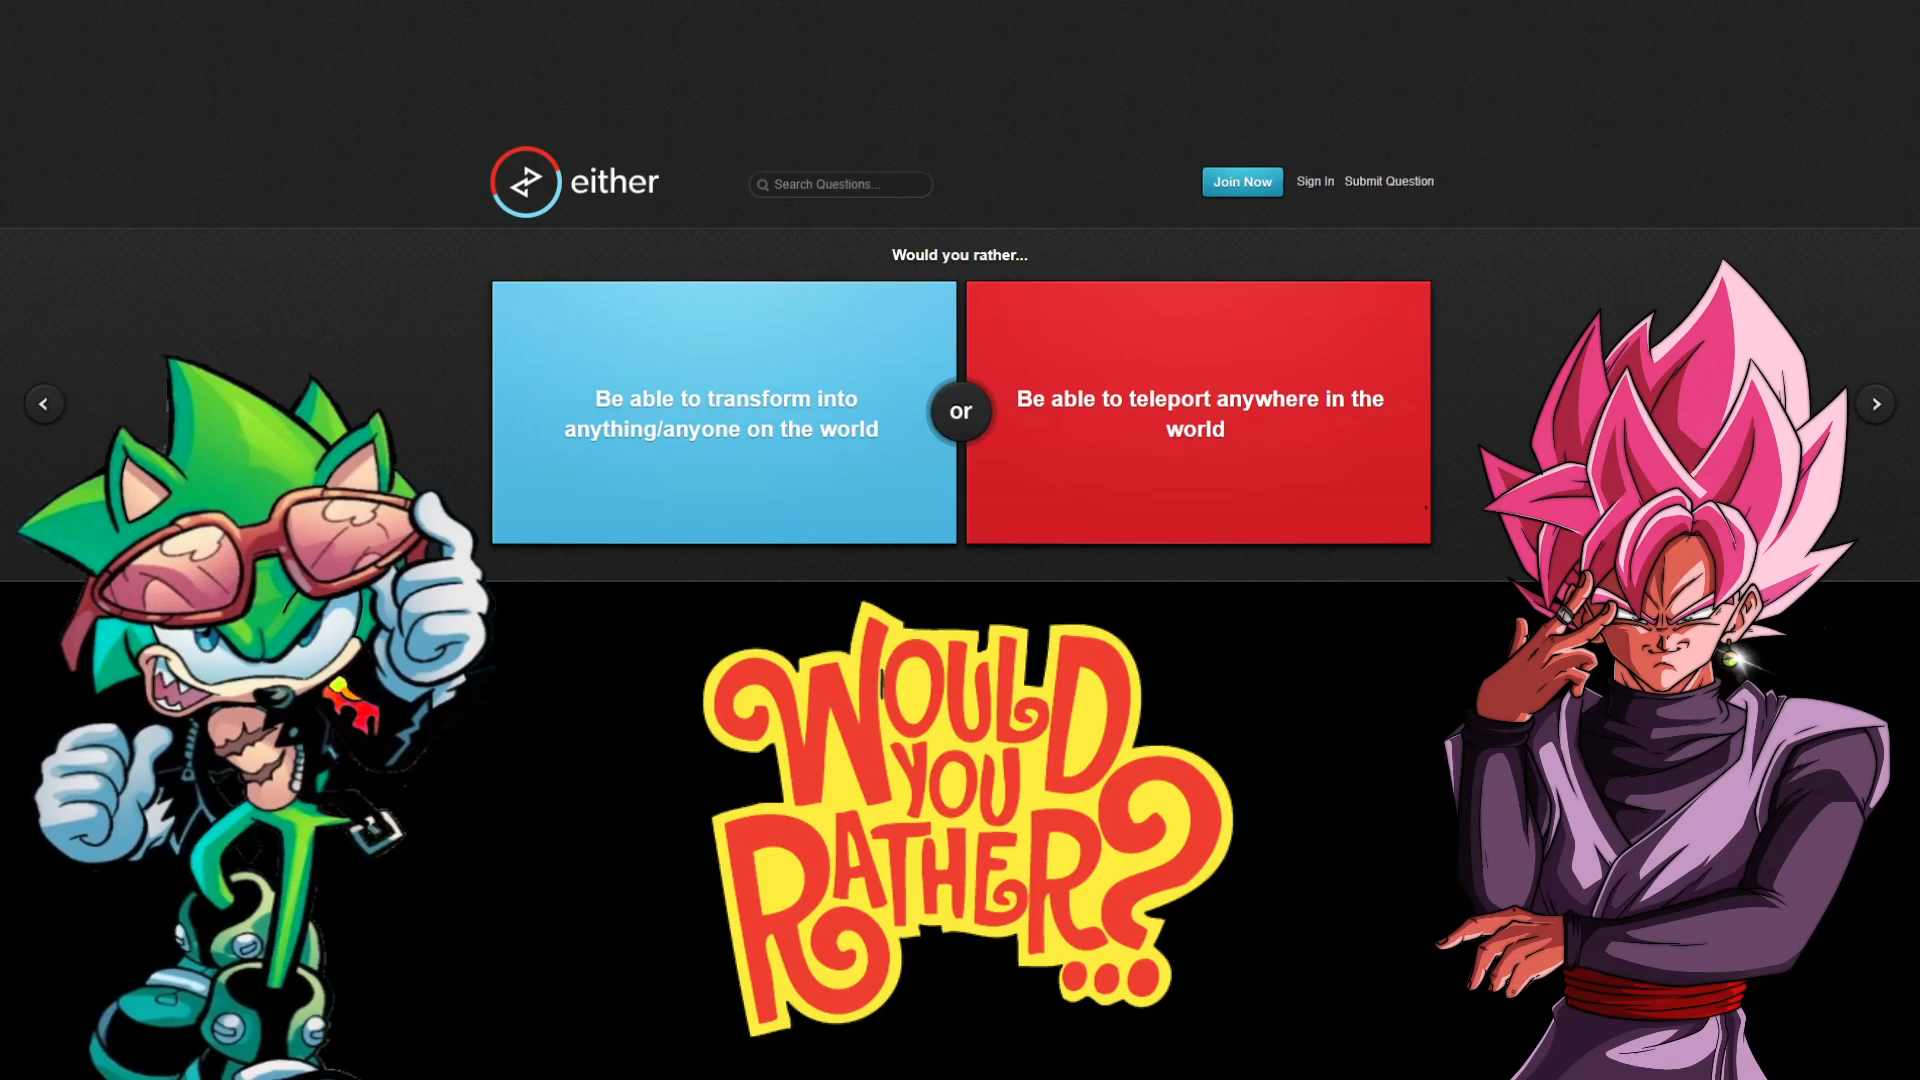 either
Search Questions...
Join Now
Sign In
Submit Question
Would you rather...
Be able to transform into
anything/anyone on the world
or
Be able to teleport anywhere in the
world
WOULD
YOU
RATHER?...